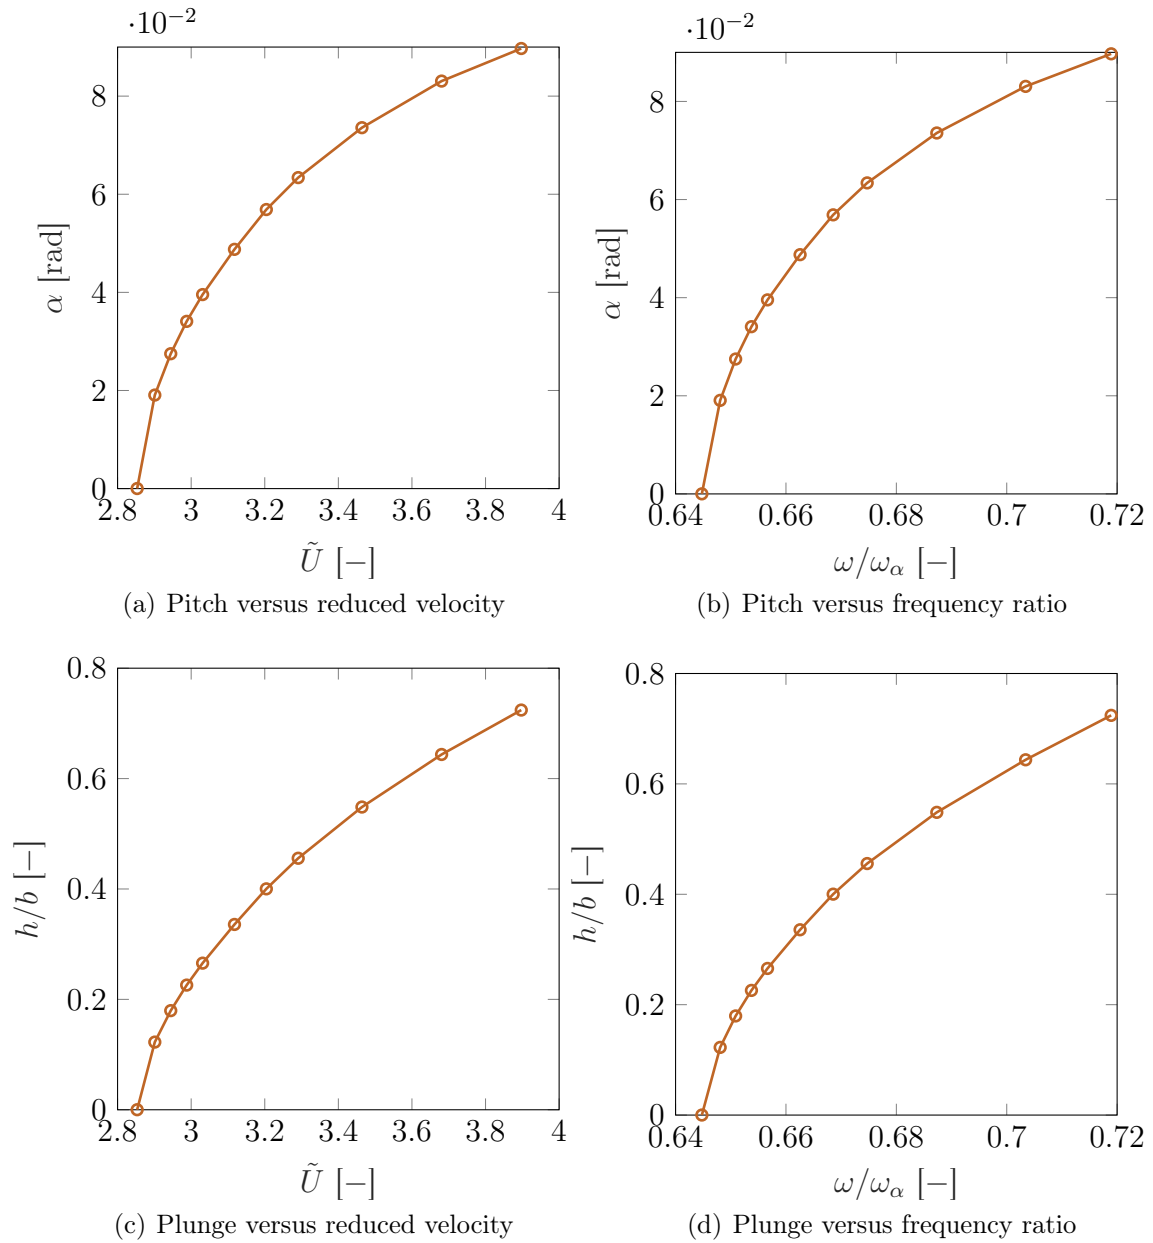 ·10⁻² ·10⁻²
8 8
6 6
4 4
2 2
0 0
α [rad] α [rad]
2.8 3 3.2 3.4 3.6 3.8 4 0.64 0.66 0.68 0.7 0.72
Ũ [−] ω/ω_α [−]
(a) Pitch versus reduced velocity (b) Pitch versus frequency ratio
0.8 0.8
0.6 0.6
0.4 0.4
0.2 0.2
0 0
h/b [−] h/b [−]
2.8 3 3.2 3.4 3.6 3.8 4 0.64 0.66 0.68 0.7 0.72
Ũ [−] ω/ω_α [−]
(c) Plunge versus reduced velocity (d) Plunge versus frequency ratio